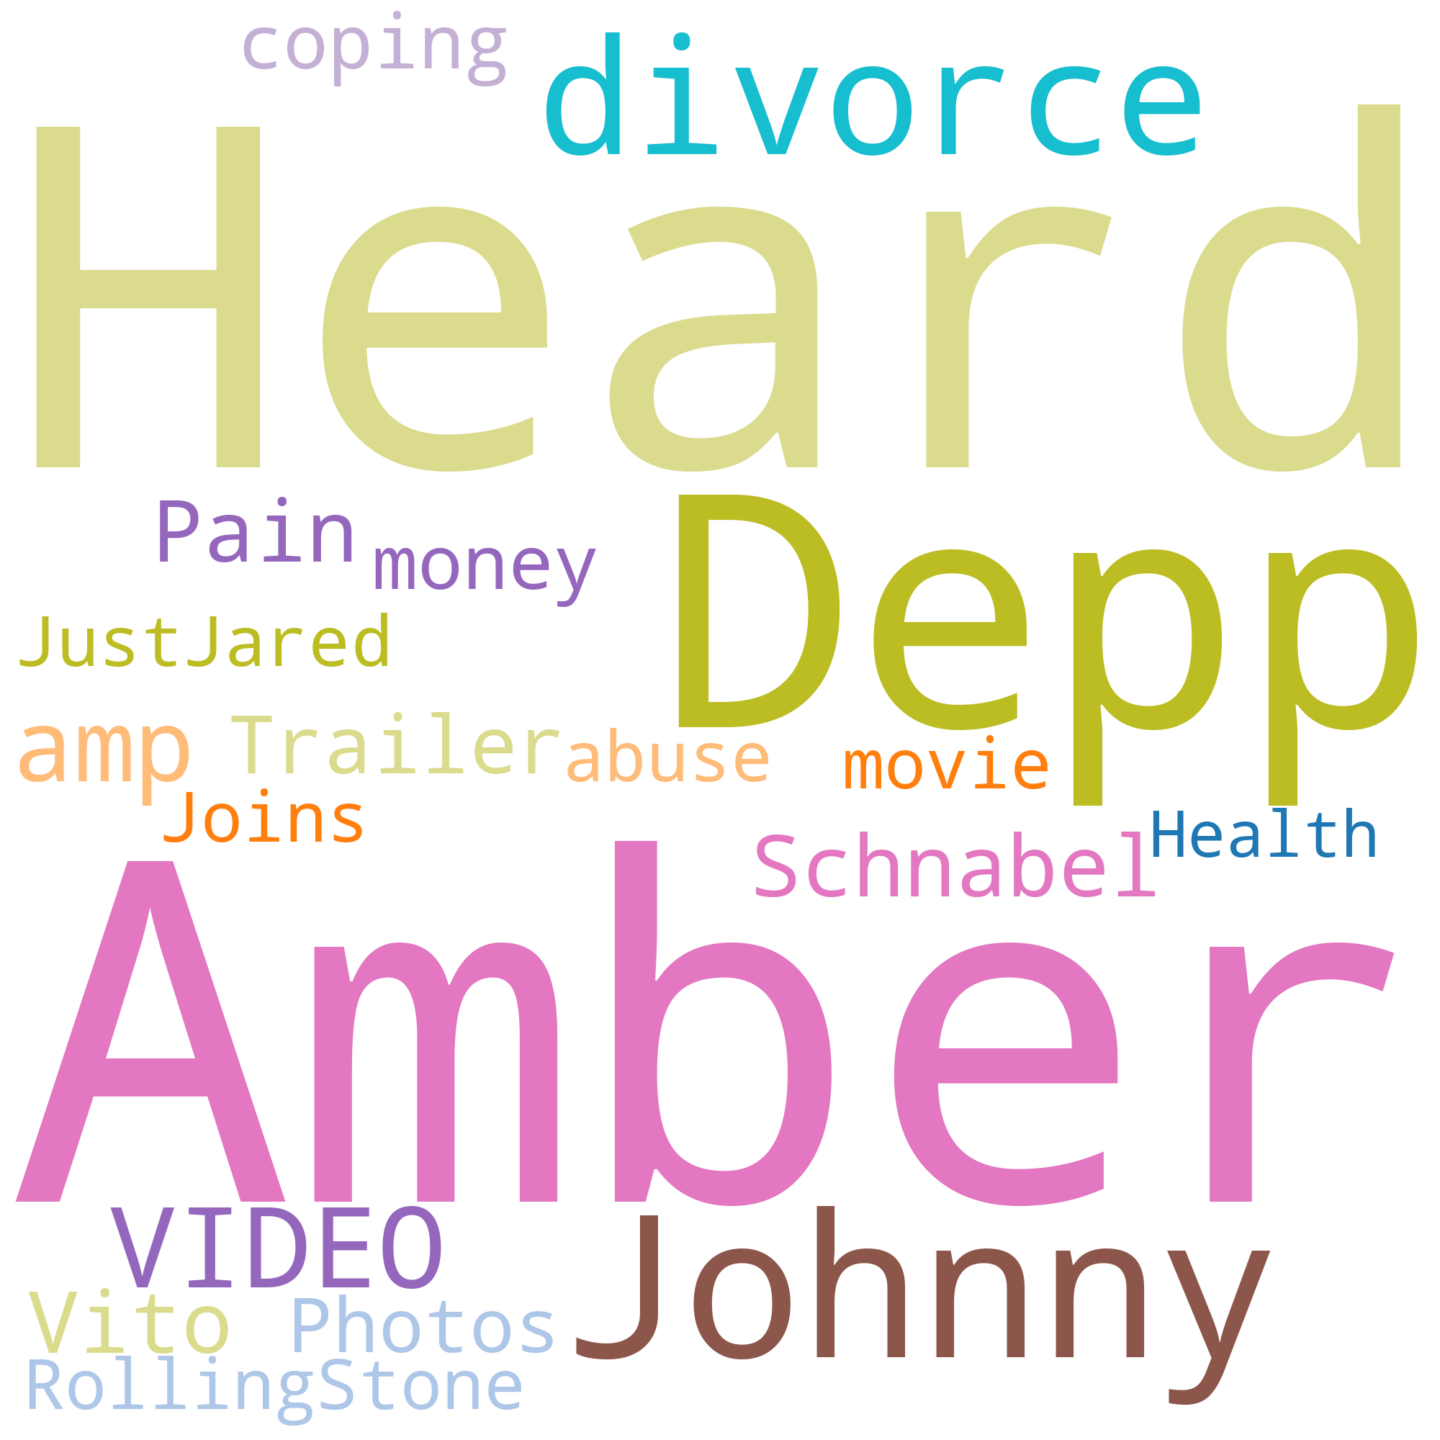 coping
divorce
Heard
Pain
money
Depp
JustJared
amp
Trailer
abuse
movie
Joins
Schnabel
Health
Amber
VIDEO
Johnny
Vito
Photos
RollingStone